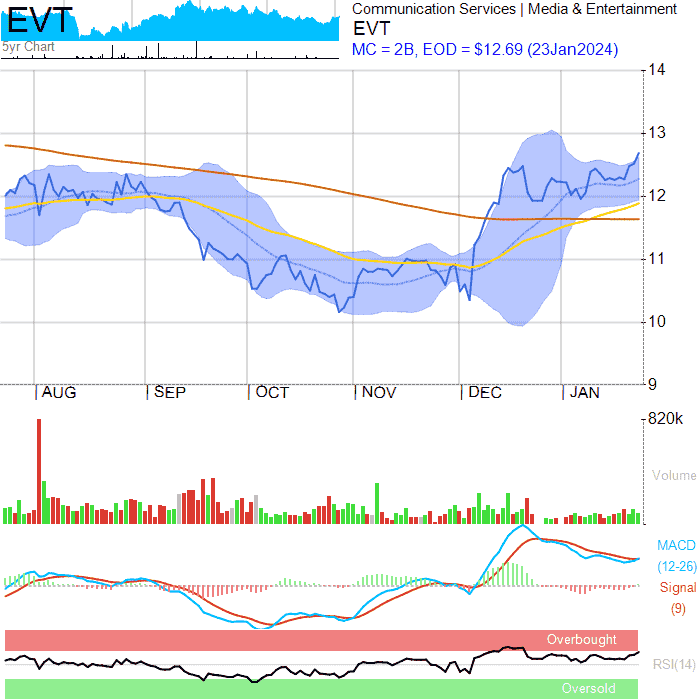 EVT
5yr Chart
Communication Services | Media & Entertainment
EVT
MC = 2B, EOD = $12.69 (23Jan2024)
14
13
12
11
10
9
AUG SEP OCT NOV DEC JAN
820k
Volume
MACD
(12-26)
Signal
(9)
Overbought
RSI(14)
Oversold